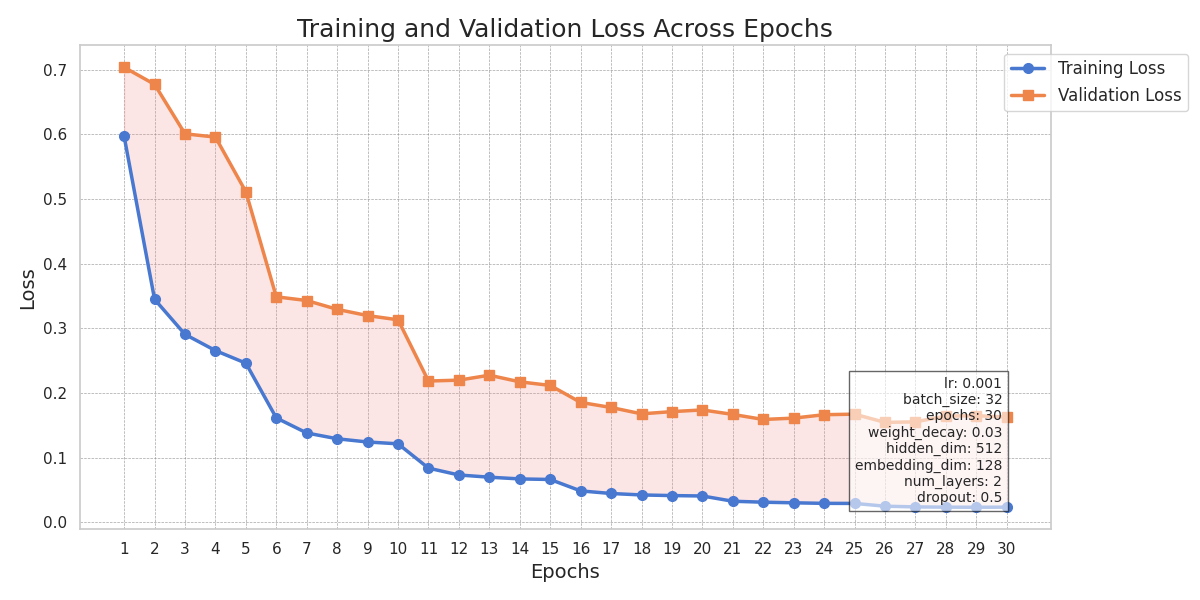 Training and Validation Loss Across Epochs
Training Loss
Validation Loss
Loss
0.7
0.6
0.5
0.4
0.3
0.2
0.1
0.0
lr: 0.001
batch_size: 32
epochs: 30
weight_decay: 0.03
hidden_dim: 512
embedding_dim: 128
num_layers: 2
dropout: 0.5
1 2 3 4 5 6 7 8 9 10 11 12 13 14 15 16 17 18 19 20 21 22 23 24 25 26 27 28 29 30
Epochs